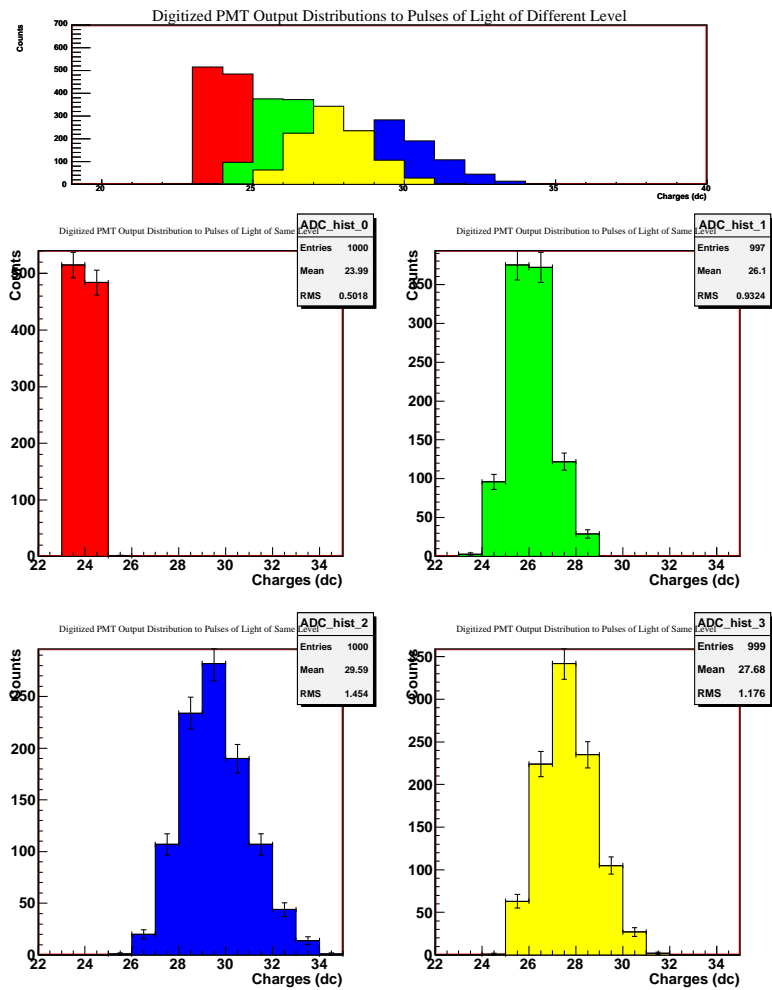 Digitized PMT Output Distributions to Pulses of Light of Different Level
Counts
700
600
500
400
300
200
100
0
20 25 30 35 40
Charges (dc)
Digitized PMT Output Distribution to Pulses of Light of Same Level
ADC_hist_0
Entries 1000
Mean 23.99
RMS 0.5018
Counts
500
400
300
200
100
0
22 24 26 28 30 32 34
Charges (dc)
Digitized PMT Output Distribution to Pulses of Light of Same Level
ADC_hist_1
Entries 997
Mean 26.1
RMS 0.9324
Counts
350
300
250
200
150
100
50
0
22 24 26 28 30 32 34
Charges (dc)
Digitized PMT Output Distribution to Pulses of Light of Same Level
ADC_hist_2
Entries 1000
Mean 29.59
RMS 1.454
Counts
250
200
150
100
50
0
22 24 26 28 30 32 34
Charges (dc)
Digitized PMT Output Distribution to Pulses of Light of Same Level
ADC_hist_3
Entries 999
Mean 27.68
RMS 1.176
Counts
350
300
250
200
150
100
50
0
22 24 26 28 30 32 34
Charges (dc)